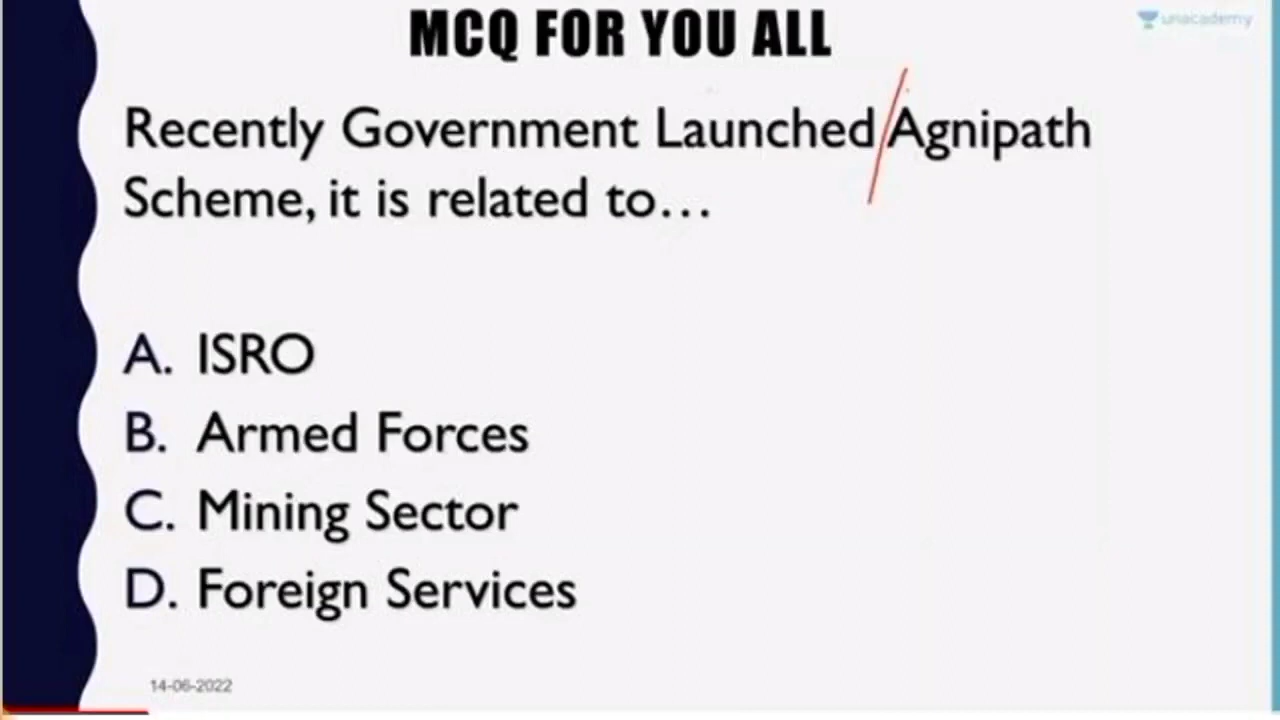 MCQ FOR YOU ALL
unacademy
Recently Government Launched Agnipath
Scheme, it is related to...
A. ISRO
B. Armed Forces
C. Mining Sector
D. Foreign Services
14-06-2022